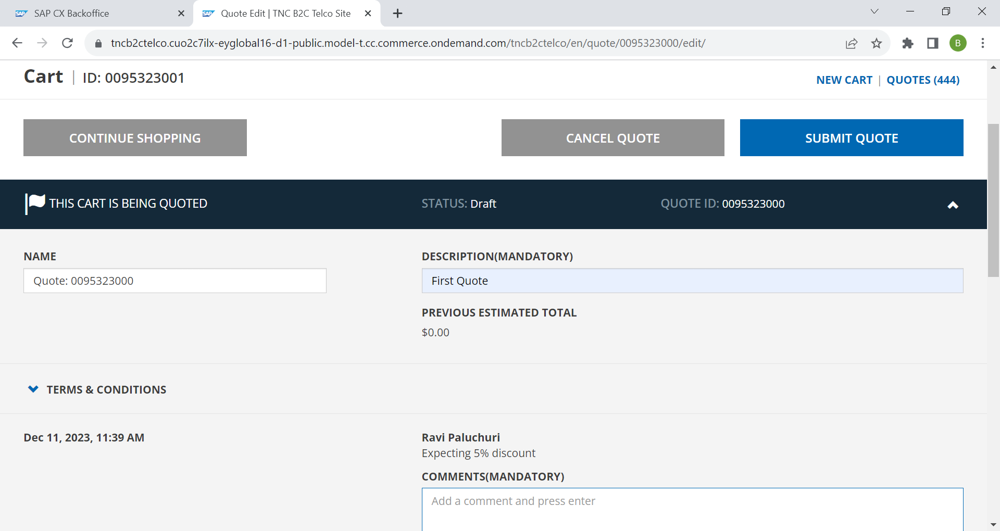 SAP SAP CX Backoffice
SAP Quote Edit | TNC B2C Telco Site
tncb2ctelco.cuo2c7ilx-eyglobal16-d1-public.model-t.cc.commerce.ondemand.com/tncb2ctelco/en/quote/0095323000/edit/
B
Cart | ID: 0095323001
NEW CART | QUOTES (444)
CONTINUE SHOPPING
CANCEL QUOTE
SUBMIT QUOTE
THIS CART IS BEING QUOTED
STATUS: Draft
QUOTE ID: 0095323000
NAME
Quote: 0095323000
DESCRIPTION(MANDATORY)
First Quote
PREVIOUS ESTIMATED TOTAL
$0.00
TERMS & CONDITIONS
Dec 11, 2023, 11:39 AM
Ravi Paluchuri
Expecting 5% discount
COMMENTS(MANDATORY)
Add a comment and press enter